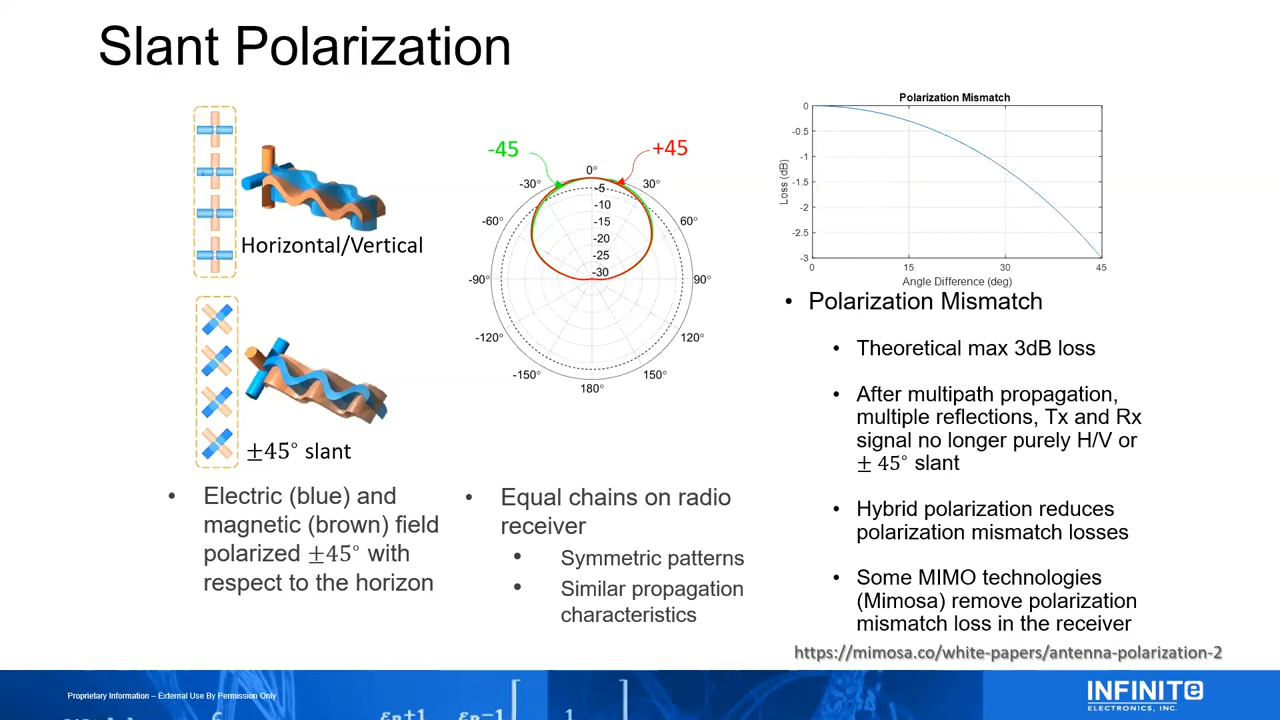 Slant Polarization
Horizontal/Vertical
±45° slant
• Electric (blue) and
magnetic (brown) field
polarized ±45° with
respect to the horizon
-45
+45
0°
-30°
30°
-60°
60°
-90°
90°
-120°
120°
-150°
150°
180°
-5
-10
-15
-20
-25
-30
• Equal chains on radio
receiver
• Symmetric patterns
• Similar propagation
characteristics
Polarization Mismatch
Loss (dB)
0
-0.5
-1
-1.5
-2
-2.5
-3
0 15 30 45
Angle Difference (deg)
• Polarization Mismatch
• Theoretical max 3dB loss
• After multipath propagation,
multiple reflections, Tx and Rx
signal no longer purely H/V or
± 45° slant
• Hybrid polarization reduces
polarization mismatch losses
• Some MIMO technologies
(Mimosa) remove polarization
mismatch loss in the receiver
https://mimosa.co/white-papers/antenna-polarization-2
Proprietary Information – External Use By Permission Only
INFINITe
ELECTRONICS, INC.